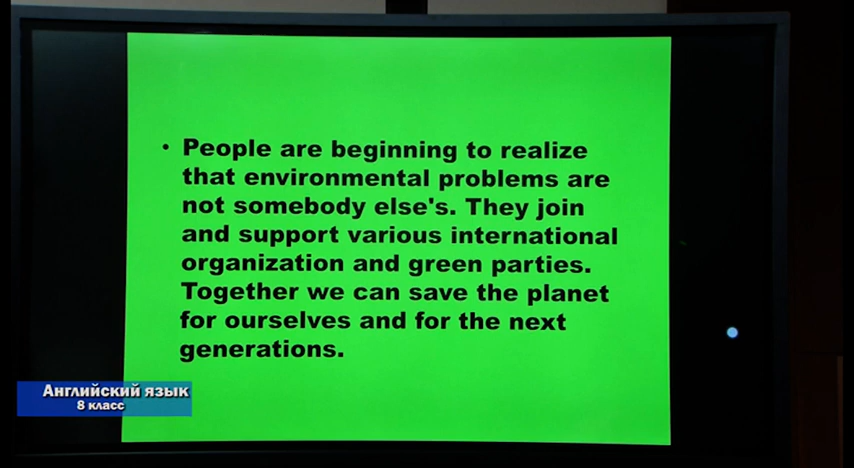 • People are beginning to realize
that environmental problems are
not somebody else's. They join
and support various international
organization and green parties.
Together we can save the planet
for ourselves and for the next
generations.
Английский язык
8 класс